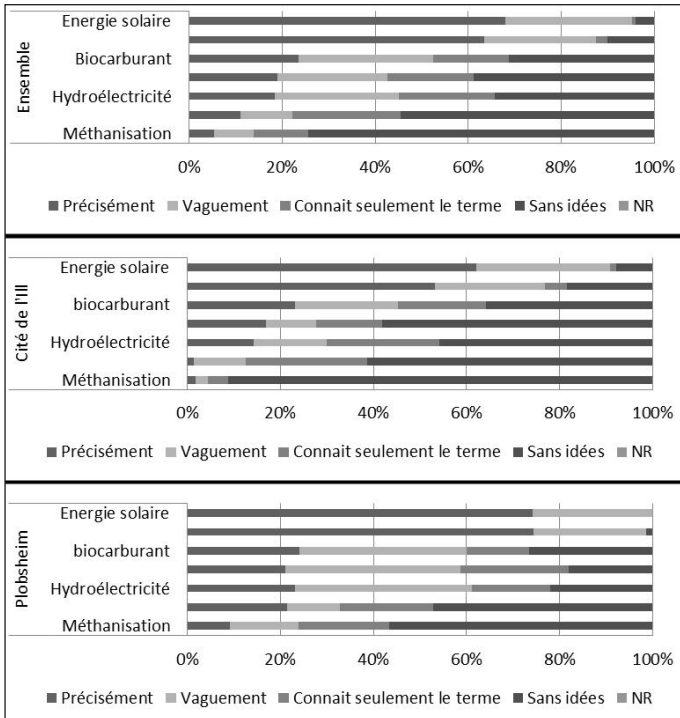 Ensemble
Energie solaire
Biocarburant
Hydroélectricité
Méthanisation
0% 20% 40% 60% 80% 100%
Précisément Vaguement Connait seulement le terme Sans idées NR
Cité de l'Ill
Energie solaire
biocarburant
Hydroélectricité
Méthanisation
0% 20% 40% 60% 80% 100%
Précisément Vaguement Connait seulement le terme Sans idées NR
Plobsheim
Energie solaire
biocarburant
Hydroélectricité
Méthanisation
0% 20% 40% 60% 80% 100%
Précisément Vaguement Connait seulement le terme Sans idées NR